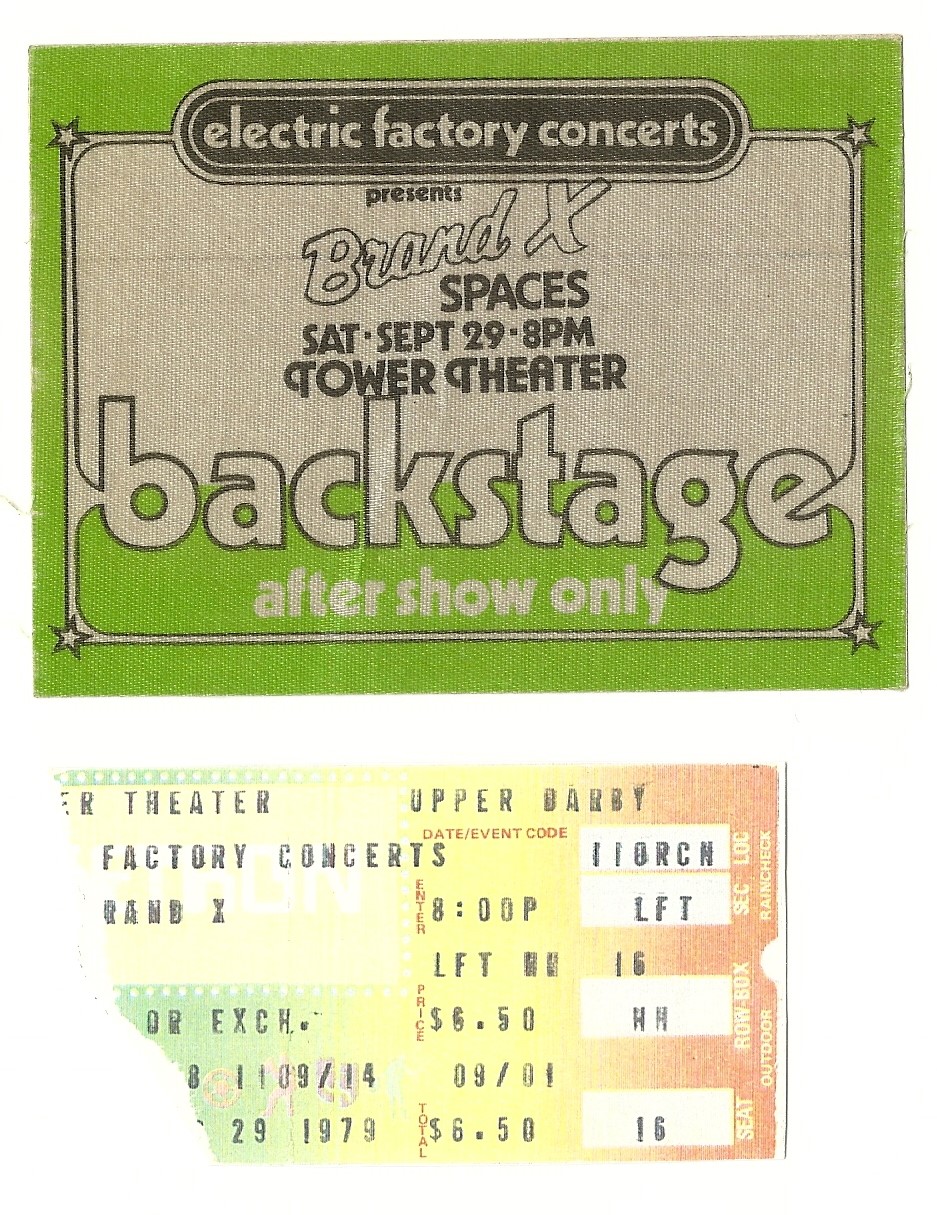 electric factory concerts
presents
Brand X
SPACES
SAT·SEPT 29·8PM
TOWER THEATER
backstage
after show only
ER THEATER UPPER DARBY
DATE/EVENT CODE
FACTORY CONCERTS 110RCN
RAND X ENTER 8:00P LFT
SEC LOC
RAINCHECK
LFT HH 16
OR EXCH. PRICE $6.50 HH
ROW-BOX
OUTDOOR
8 1109/14 09/01
29 1979 TOTAL $6.50 16
SEAT